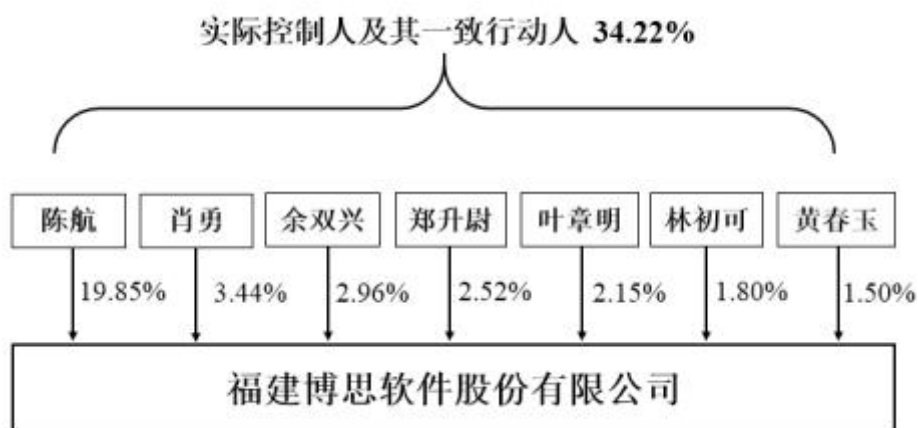 实际控制人及其一致行动人 34.22%
陈航 肖勇 余双兴 郑升尉 叶章明 林初可 黄春玉
19.85% 3.44% 2.96% 2.52% 2.15% 1.80% 1.50%
福建博思软件股份有限公司